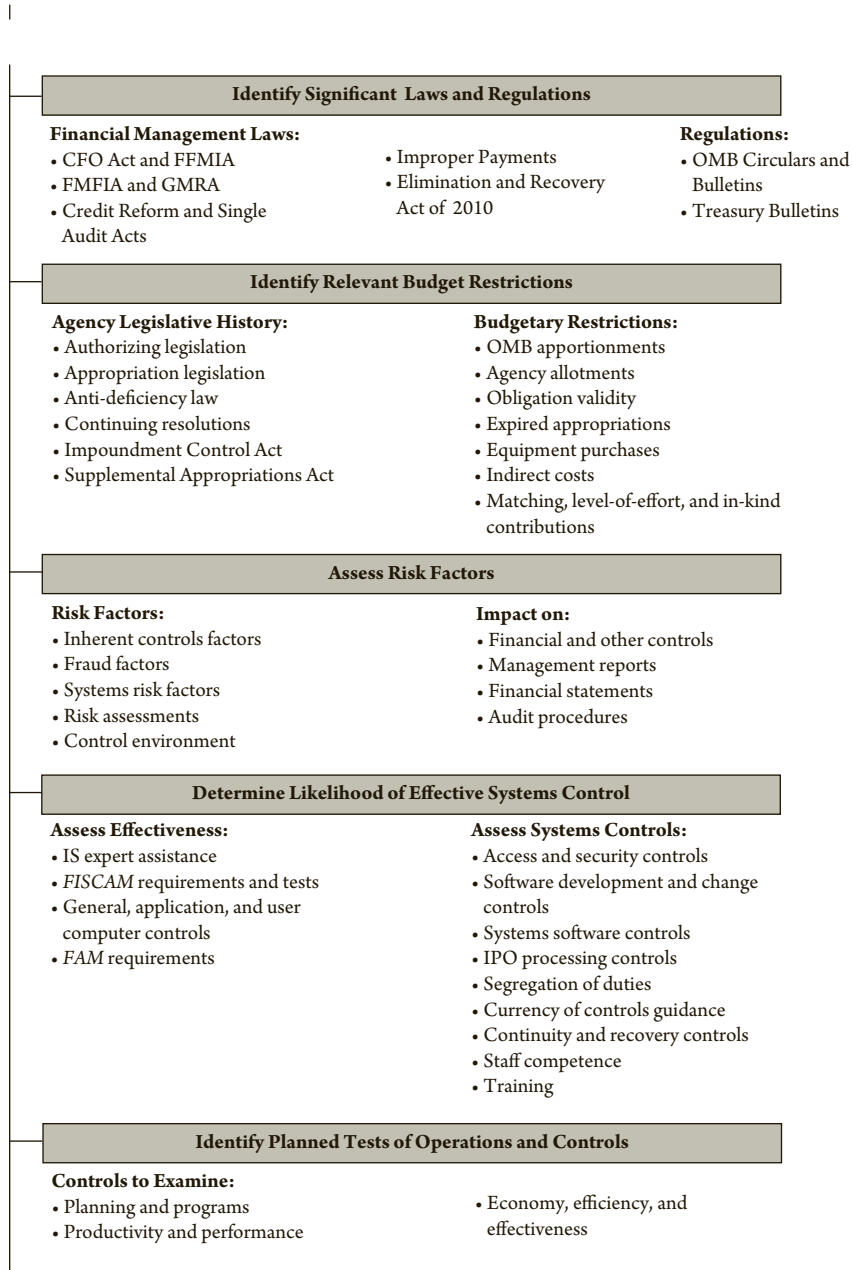 Identify Significant Laws and Regulations
Financial Management Laws:
• CFO Act and FFMIA
• FMFIA and GMRA
• Credit Reform and Single
Audit Acts
• Improper Payments
• Elimination and Recovery
Act of 2010
Regulations:
• OMB Circulars and
Bulletins
• Treasury Bulletins
Identify Relevant Budget Restrictions
Agency Legislative History:
• Authorizing legislation
• Appropriation legislation
• Anti-deficiency law
• Continuing resolutions
• Impoundment Control Act
• Supplemental Appropriations Act
Budgetary Restrictions:
• OMB apportionments
• Agency allotments
• Obligation validity
• Expired appropriations
• Equipment purchases
• Indirect costs
• Matching, level-of-effort, and in-kind
contributions
Assess Risk Factors
Risk Factors:
• Inherent controls factors
• Fraud factors
• Systems risk factors
• Risk assessments
• Control environment
Impact on:
• Financial and other controls
• Management reports
• Financial statements
• Audit procedures
Determine Likelihood of Effective Systems Control
Assess Effectiveness:
• IS expert assistance
• FISCAM requirements and tests
• General, application, and user
computer controls
• FAM requirements
Assess Systems Controls:
• Access and security controls
• Software development and change
controls
• Systems software controls
• IPO processing controls
• Segregation of duties
• Currency of controls guidance
• Continuity and recovery controls
• Staff competence
• Training
Identify Planned Tests of Operations and Controls
Controls to Examine:
• Planning and programs
• Productivity and performance
• Economy, efficiency, and
effectiveness